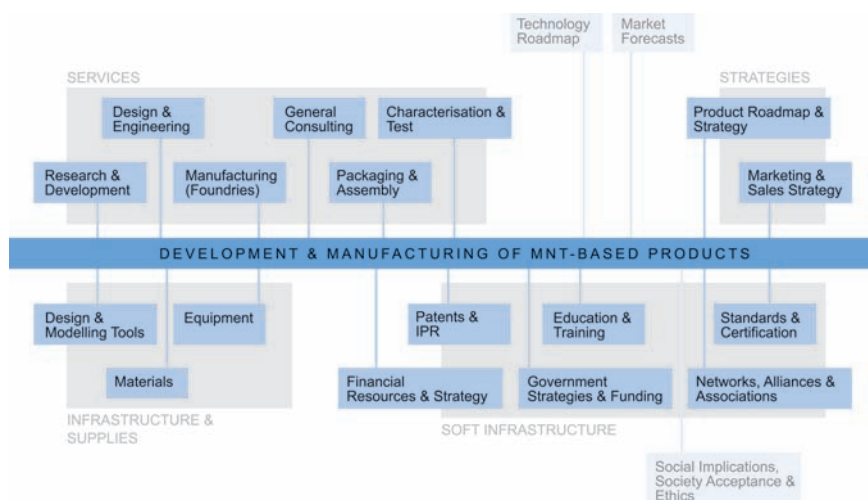 Technology
Roadmap
Market
Forecasts
SERVICES
STRATEGIES
Design &
Engineering
General
Consulting
Characterisation &
Test
Product Roadmap &
Strategy
Research &
Development
Manufacturing
(Foundries)
Packaging &
Assembly
Marketing &
Sales Strategy
DEVELOPMENT & MANUFACTURING OF MNT-BASED PRODUCTS
Design &
Modelling Tools
Equipment
Patents &
IPR
Education &
Training
Standards &
Certification
Materials
Financial
Resources & Strategy
Government
Strategies & Funding
Networks, Alliances &
Associations
INFRASTRUCTURE &
SUPPLIES
SOFT INFRASTRUCTURE
Social Implications,
Society Acceptance &
Ethics